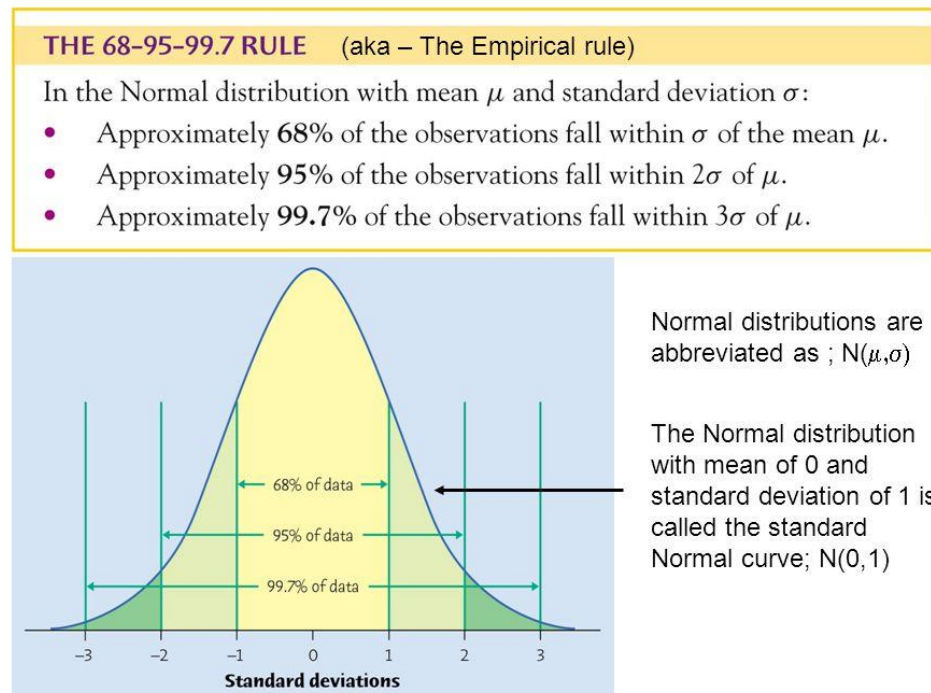 THE 68–95–99.7 RULE (aka – The Empirical rule)
In the Normal distribution with mean μ and standard deviation σ:
• Approximately 68% of the observations fall within σ of the mean μ.
• Approximately 95% of the observations fall within 2σ of μ.
• Approximately 99.7% of the observations fall within 3σ of μ.
Normal distributions are
abbreviated as ; N(μ,σ)
The Normal distribution
with mean of 0 and
standard deviation of 1 is
called the standard
Normal curve; N(0,1)
68% of data
95% of data
99.7% of data
−3 −2 −1 0 1 2 3
Standard deviations